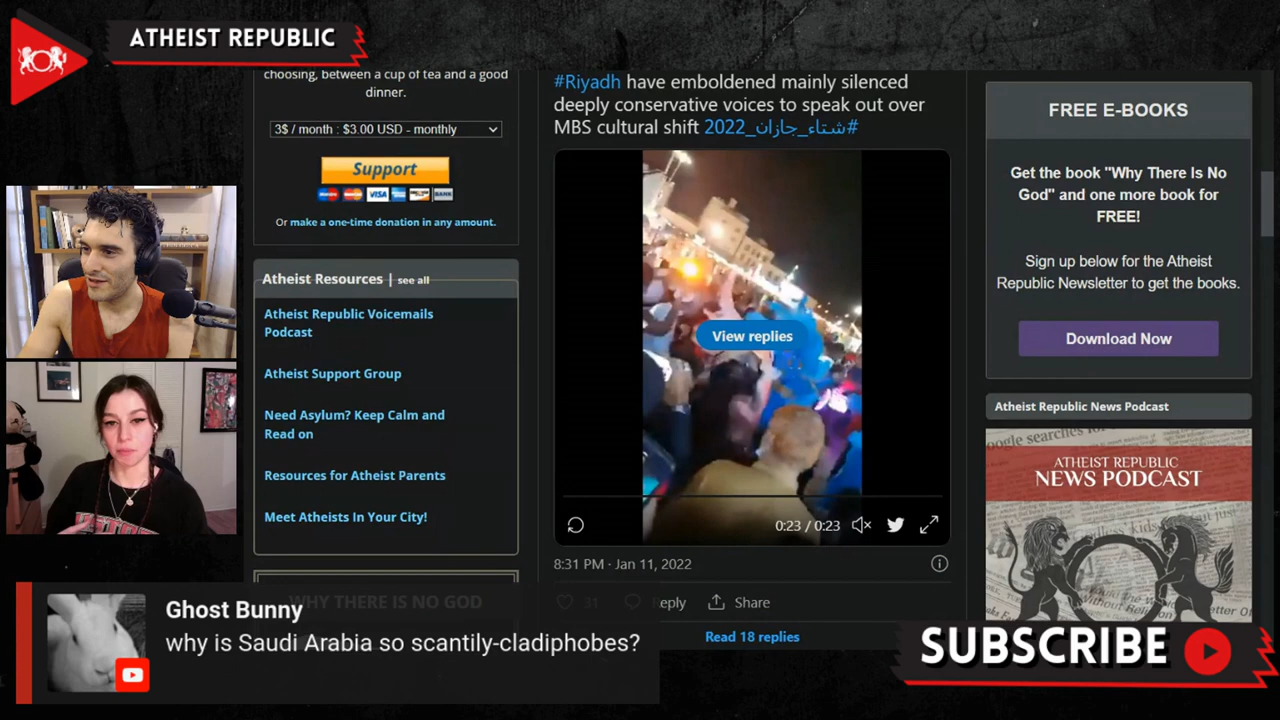 ATHEIST REPUBLIC
choosing, between a cup of tea and a good
dinner.
3$ / month : $3.00 USD - monthly
Support
VISA
BANK
Or make a one-time donation in any amount.
Atheist Resources | see all
Atheist Republic Voicemails
Podcast
Atheist Support Group
Need Asylum? Keep Calm and
Read on
Resources for Atheist Parents
Meet Atheists In Your City!
WHY THERE IS NO GOD
#Riyadh have emboldened mainly silenced
deeply conservative voices to speak out over
MBS cultural shift #شتاء_جازان_2022
View replies
0:23 / 0:23
8:31 PM · Jan 11, 2022
31
eply
Share
Read 18 replies
FREE E-BOOKS
Get the book "Why There Is No
God" and one more book for
FREE!
Sign up below for the Atheist
Republic Newsletter to get the books.
Download Now
Atheist Republic News Podcast
ATHEIST REPUBLIC
NEWS PODCAST
Ghost Bunny
why is Saudi Arabia so scantily-cladiphobes?
SUBSCRIBE